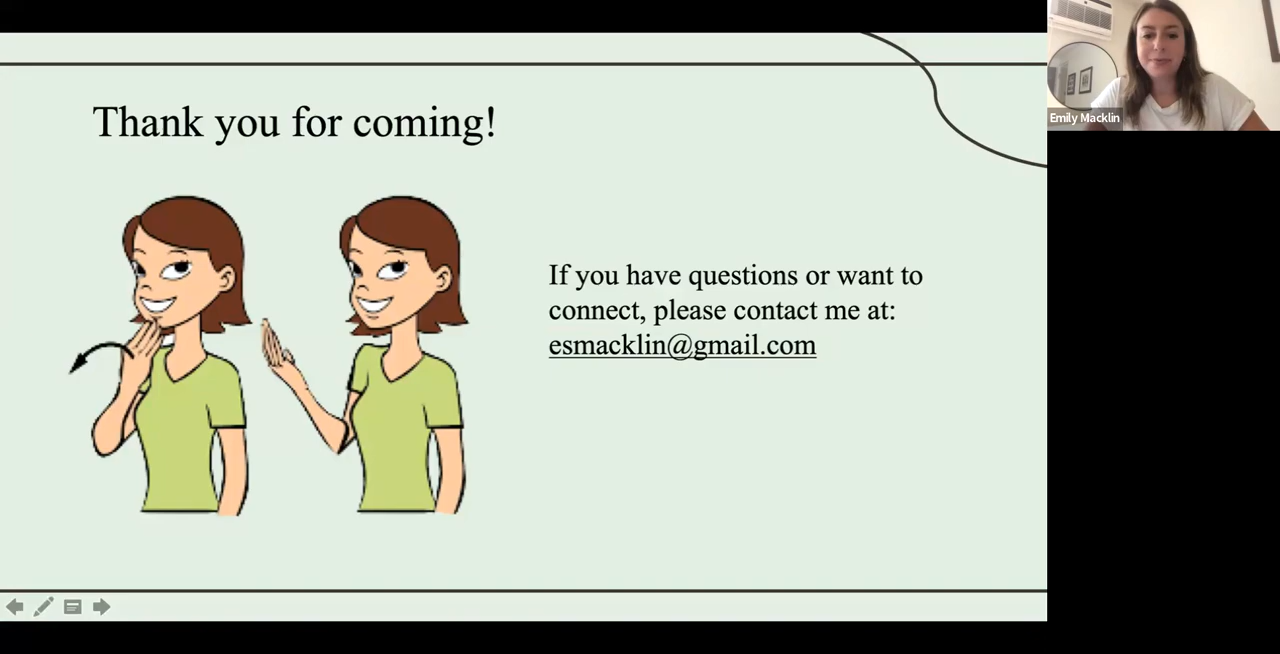 Thank you for coming!
If you have questions or want to
connect, please contact me at:
esmacklin@gmail.com
Emily Macklin